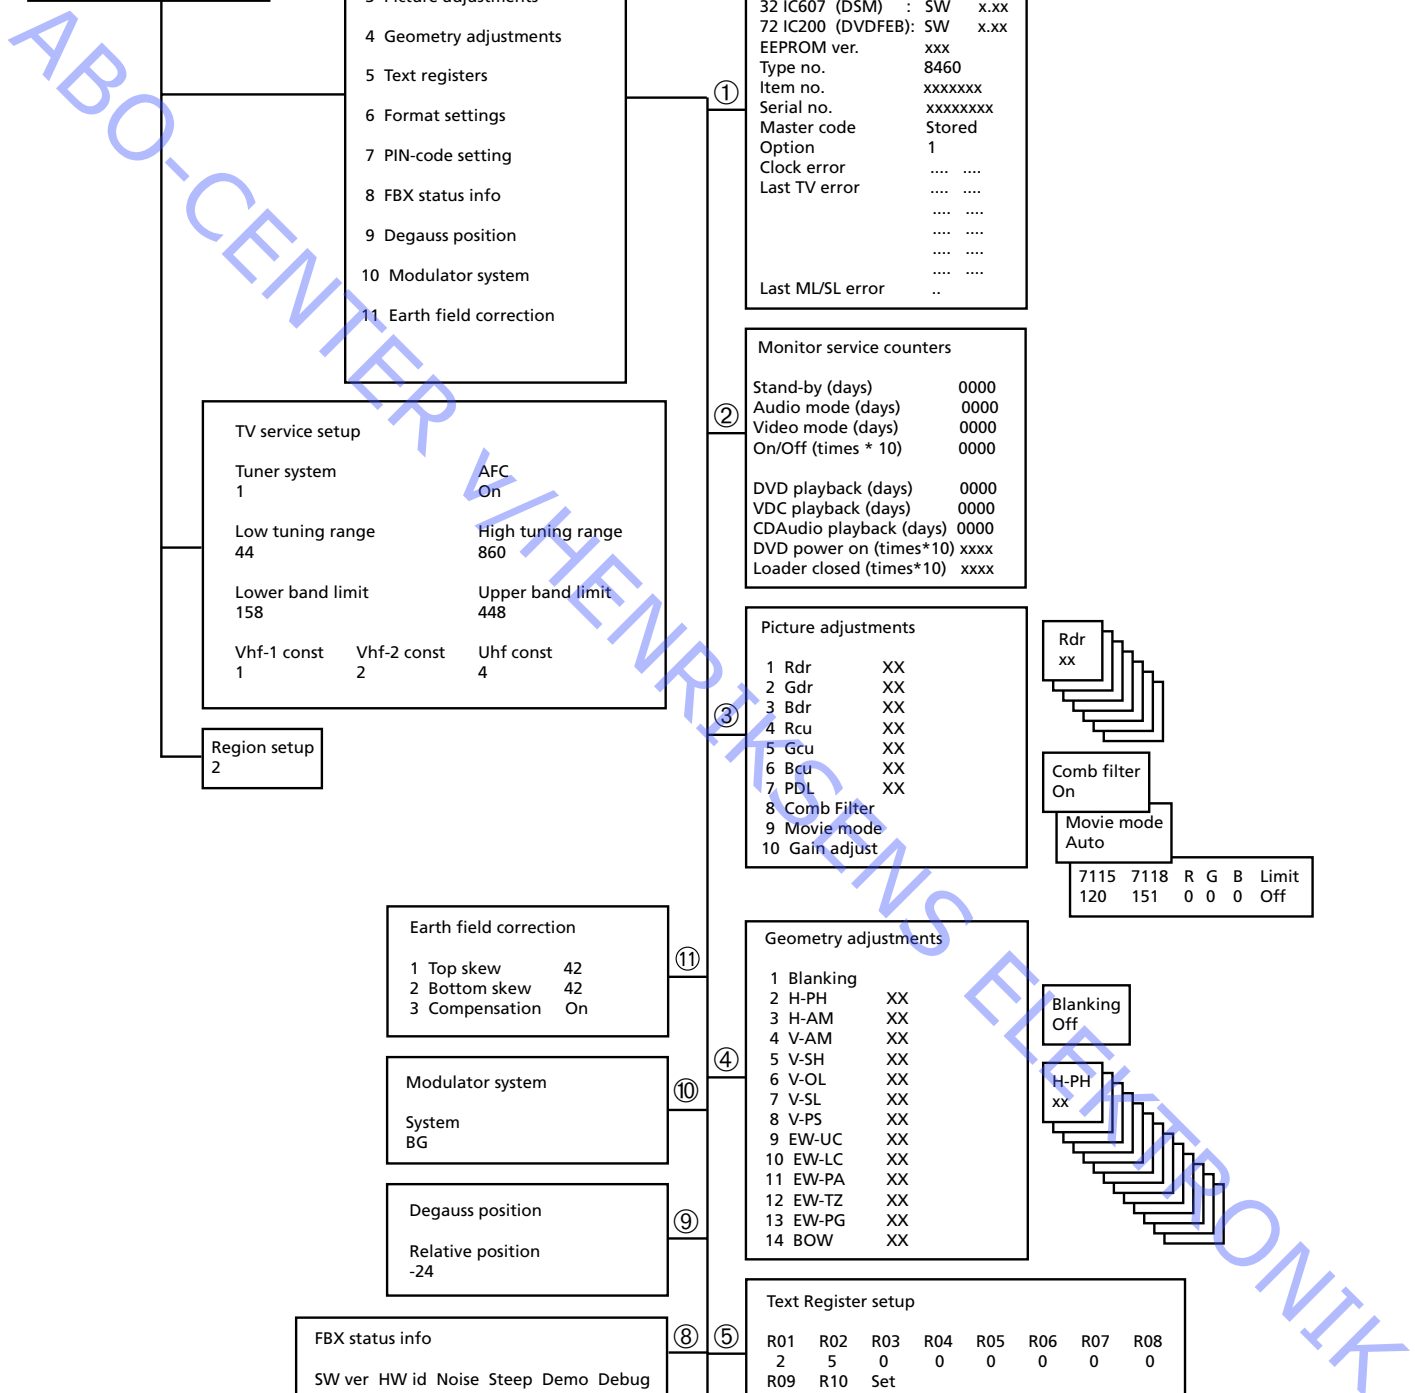 3 Picture adjustments
4 Geometry adjustments
5 Text registers
6 Format settings
7 PIN-code setting
8 FBX status info
9 Degauss position
10 Modulator system
11 Earth field correction
①
32 IC607 (DSM) : SW x.xx
72 IC200 (DVDFEB): SW x.xx
EEPROM ver. xxx
Type no. 8460
Item no. xxxxxxx
Serial no. xxxxxxxx
Master code Stored
Option 1
Clock error .... ....
Last TV error .... ....
.... ....
.... ....
.... ....
.... ....
Last ML/SL error ..
②
Monitor service counters
Stand-by (days) 0000
Audio mode (days) 0000
Video mode (days) 0000
On/Off (times * 10) 0000
DVD playback (days) 0000
VDC playback (days) 0000
CDAudio playback (days) 0000
DVD power on (times*10) xxxx
Loader closed (times*10) xxxx
TV service setup
Tuner system AFC
1 On
Low tuning range High tuning range
44 860
Lower band limit Upper band limit
158 448
Vhf-1 const Vhf-2 const Uhf const
1 2 4
Region setup
2
③
Picture adjustments
1 Rdr XX
2 Gdr XX
3 Bdr XX
4 Rcu XX
5 Gcu XX
6 Bcu XX
7 PDL XX
8 Comb Filter
9 Movie mode
10 Gain adjust
Rdr
xx
Comb filter
On
Movie mode
Auto
7115 7118 R G B Limit
120 151 0 0 0 Off
④
Geometry adjustments
1 Blanking
2 H-PH XX
3 H-AM XX
4 V-AM XX
5 V-SH XX
6 V-OL XX
7 V-SL XX
8 V-PS XX
9 EW-UC XX
10 EW-LC XX
11 EW-PA XX
12 EW-TZ XX
13 EW-PG XX
14 BOW XX
Blanking
Off
H-PH
xx
Earth field correction
1 Top skew 42
2 Bottom skew 42
3 Compensation On
⑪
Modulator system
System
BG
⑩
Degauss position
Relative position
-24
⑨
FBX status info
SW ver HW id Noise Steep Demo Debug
⑧
⑤
Text Register setup
R01 R02 R03 R04 R05 R06 R07 R08
2 5 0 0 0 0 0 0
R09 R10 Set
ABO-CENTER v/HENRIKSENS ELEKTRONIK